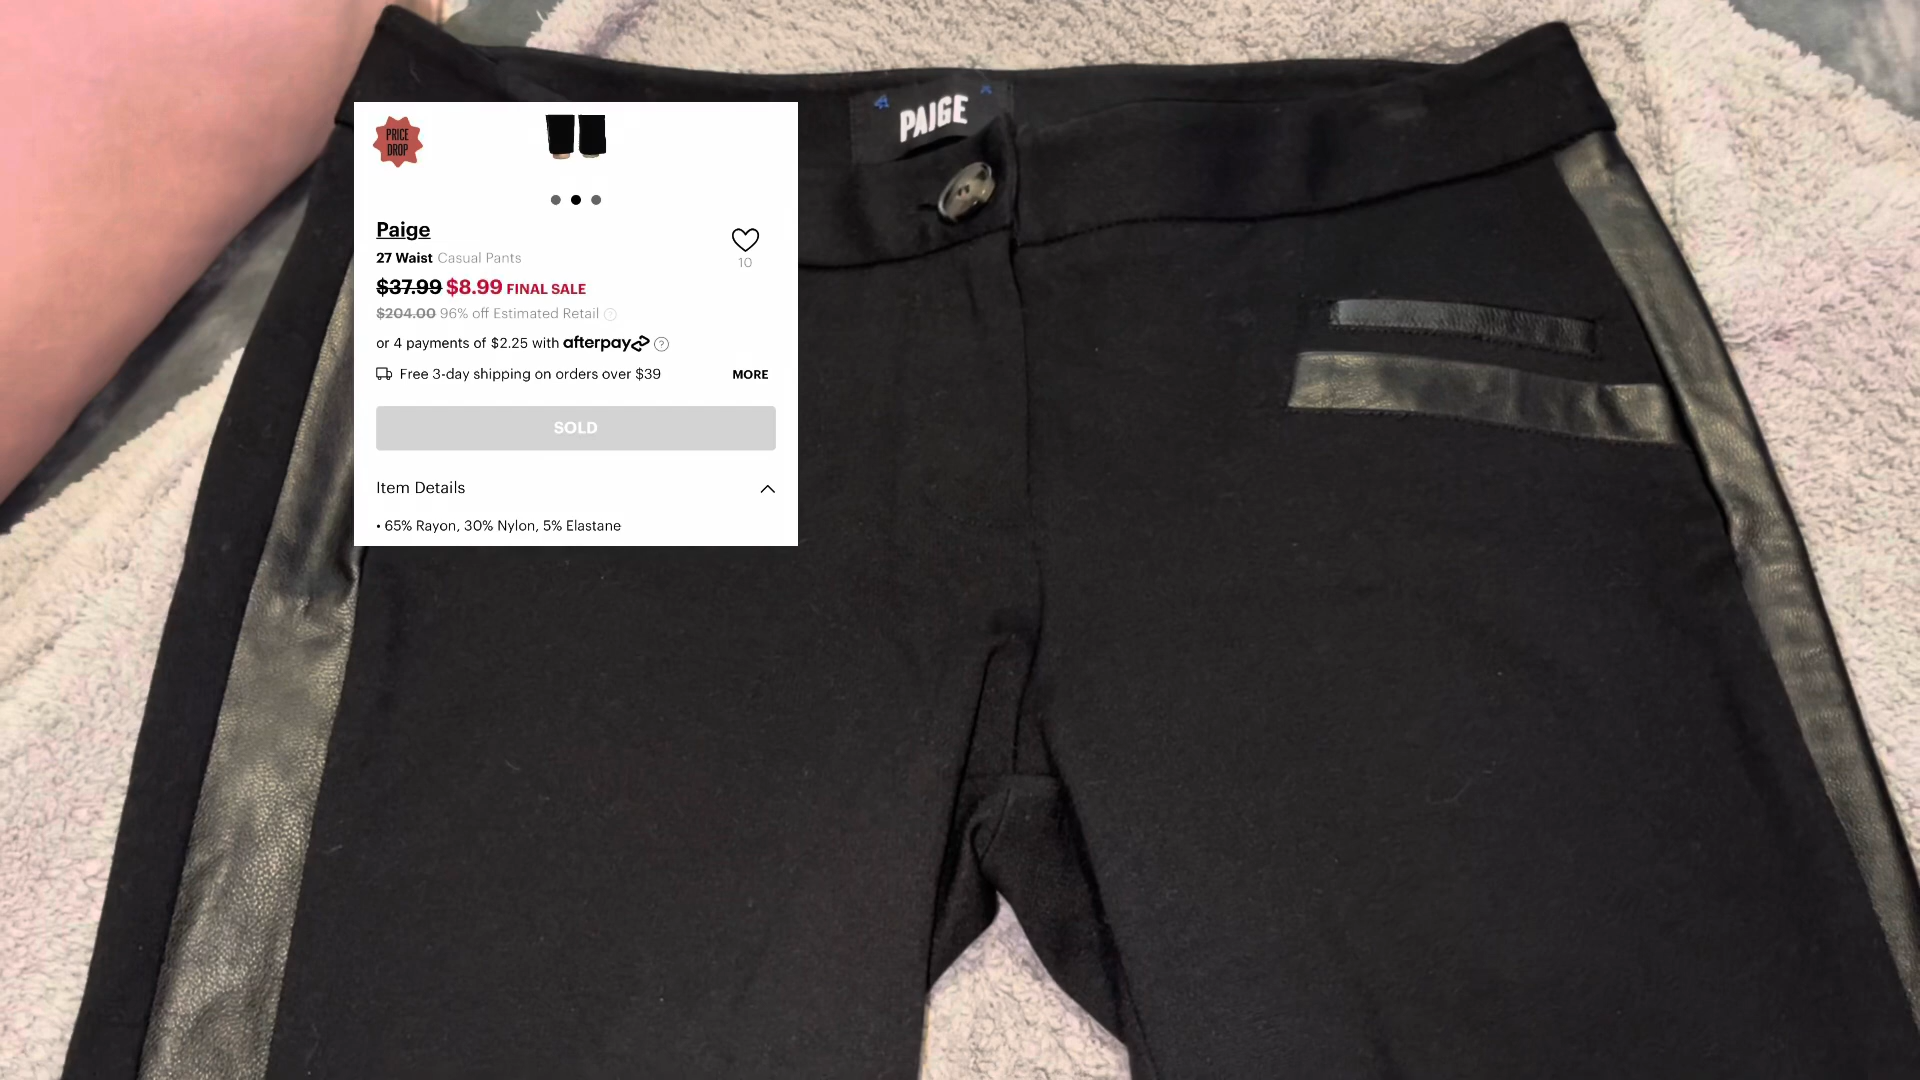 PAIGE
PRICE
DROP
Paige
27 Waist Casual Pants
$37.99 $8.99 FINAL SALE
$204.00 96% off Estimated Retail ?
or 4 payments of $2.25 with afterpay ?
Free 3-day shipping on orders over $39 MORE
10
SOLD
Item Details
• 65% Rayon, 30% Nylon, 5% Elastane